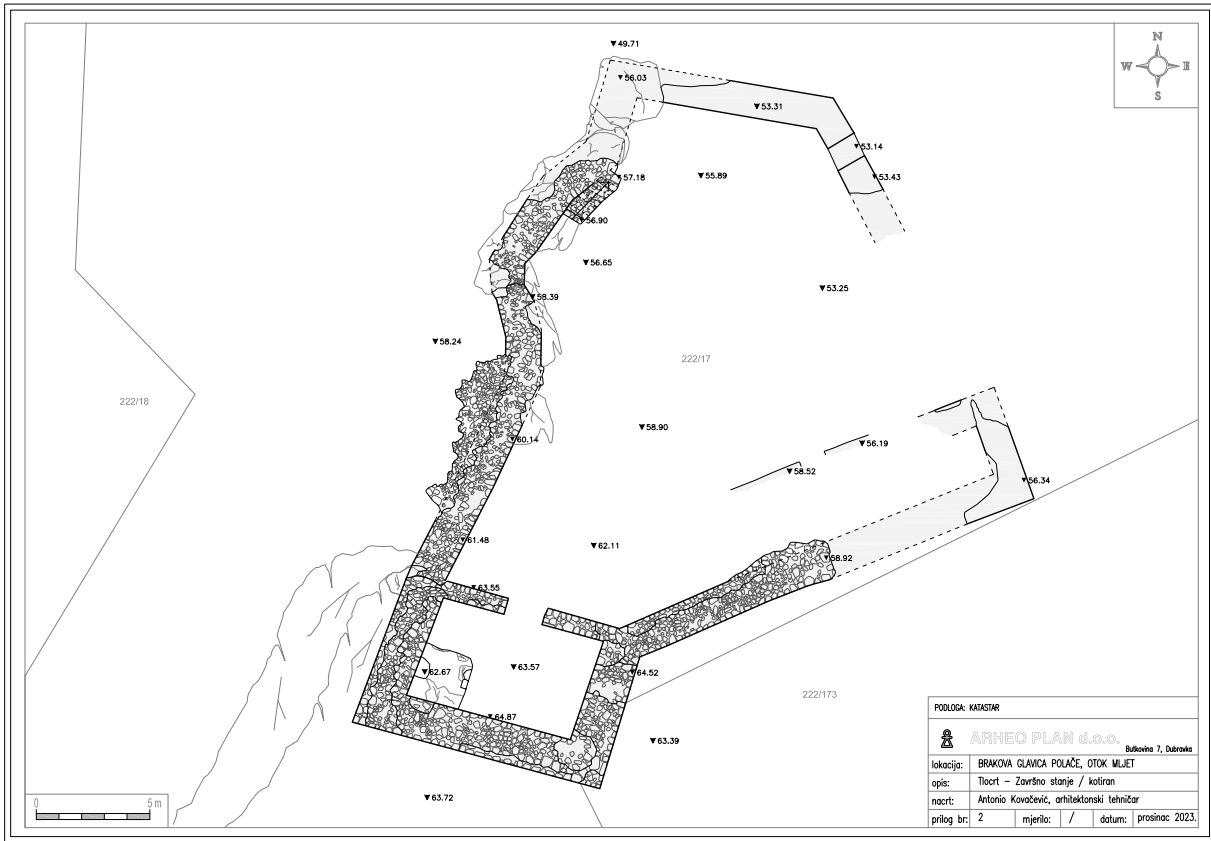 N
W E
S
49.71
56.03
53.31
53.14
57.18
55.89
53.43
56.90
56.65
53.25
58.39
58.24
222/17
222/18
58.90
60.14
56.19
58.52
56.34
61.48
62.11
58.92
63.55
63.57
62.67
64.52
222/173
64.87
63.39
63.72
0 5 m
PODLOGA: KATASTAR
ARHEO PLAN d.o.o.
Butkovina 7, Dubravka
lokacija: BRAKOVA GLAVICA POLAČE, OTOK MLJET
opis: Tlocrt – Završno stanje / kotiran
nacrt: Antonio Kovačević, arhitektonski tehničar
prilog br: 2 mjerilo: / datum: prosinac 2023.